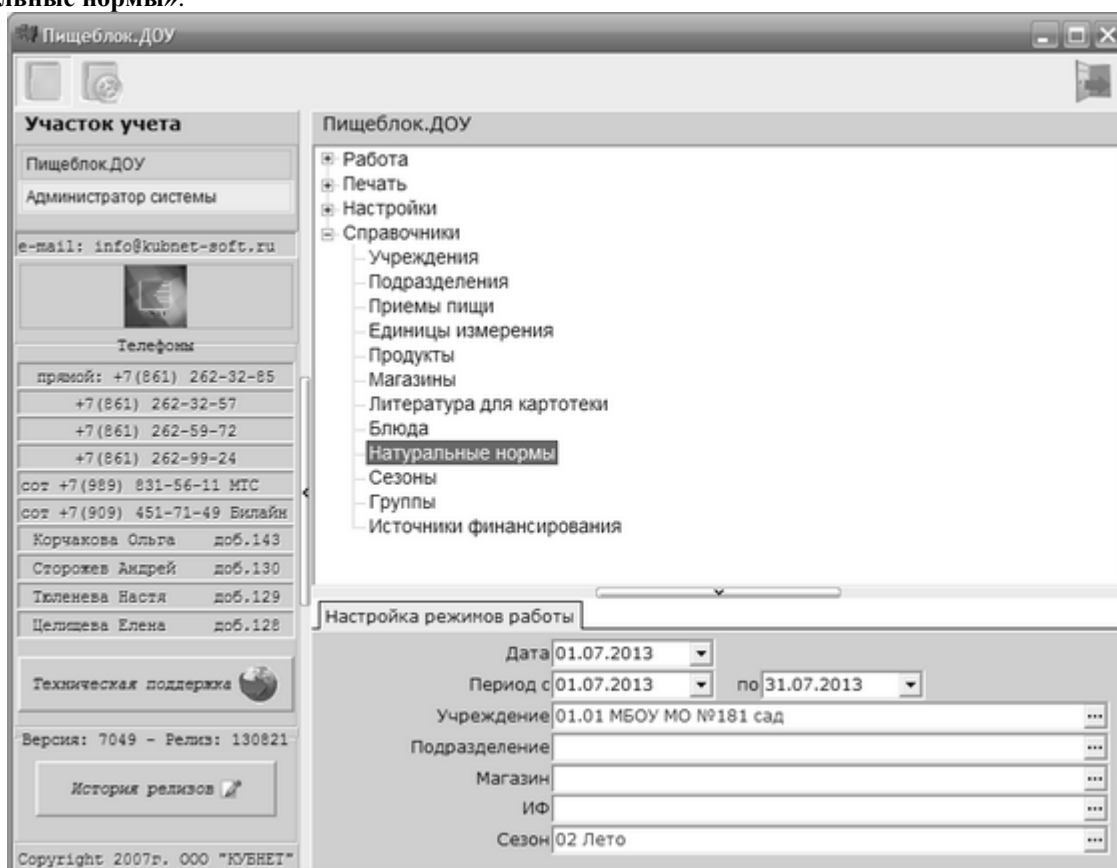 льные нормы».
Пищеблок.ДОУ
Участок учета
Пищеблок.ДОУ
Администратор системы
e-mail: info@kubnet-soft.ru
Телефоны
прямой: +7(861) 262-32-85
+7(861) 262-32-57
+7(861) 262-59-72
+7(861) 262-99-24
сот +7(989) 831-56-11 МТС
сот +7(909) 451-71-49 Билайн
Корчакова Ольга доб.143
Сторожев Андрей доб.130
Тюленева Настя доб.129
Целищева Елена доб.128
Техническая поддержка
Версия: 7049 - Релиз: 130821
История релизов
Copyright 2007г. ООО "КУБНЕТ"
Пищеблок.ДОУ
Работа
Печать
Настройки
Справочники
Учреждения
Подразделения
Приемы пищи
Единицы измерения
Продукты
Магазины
Литература для картотеки
Блюда
Натуральные нормы
Сезоны
Группы
Источники финансирования
Настройка режимов работы
Дата 01.07.2013
Период с 01.07.2013 по 31.07.2013
Учреждение 01.01 МБОУ МО №181 сад
Подразделение
Магазин
ИФ
Сезон 02 Лето